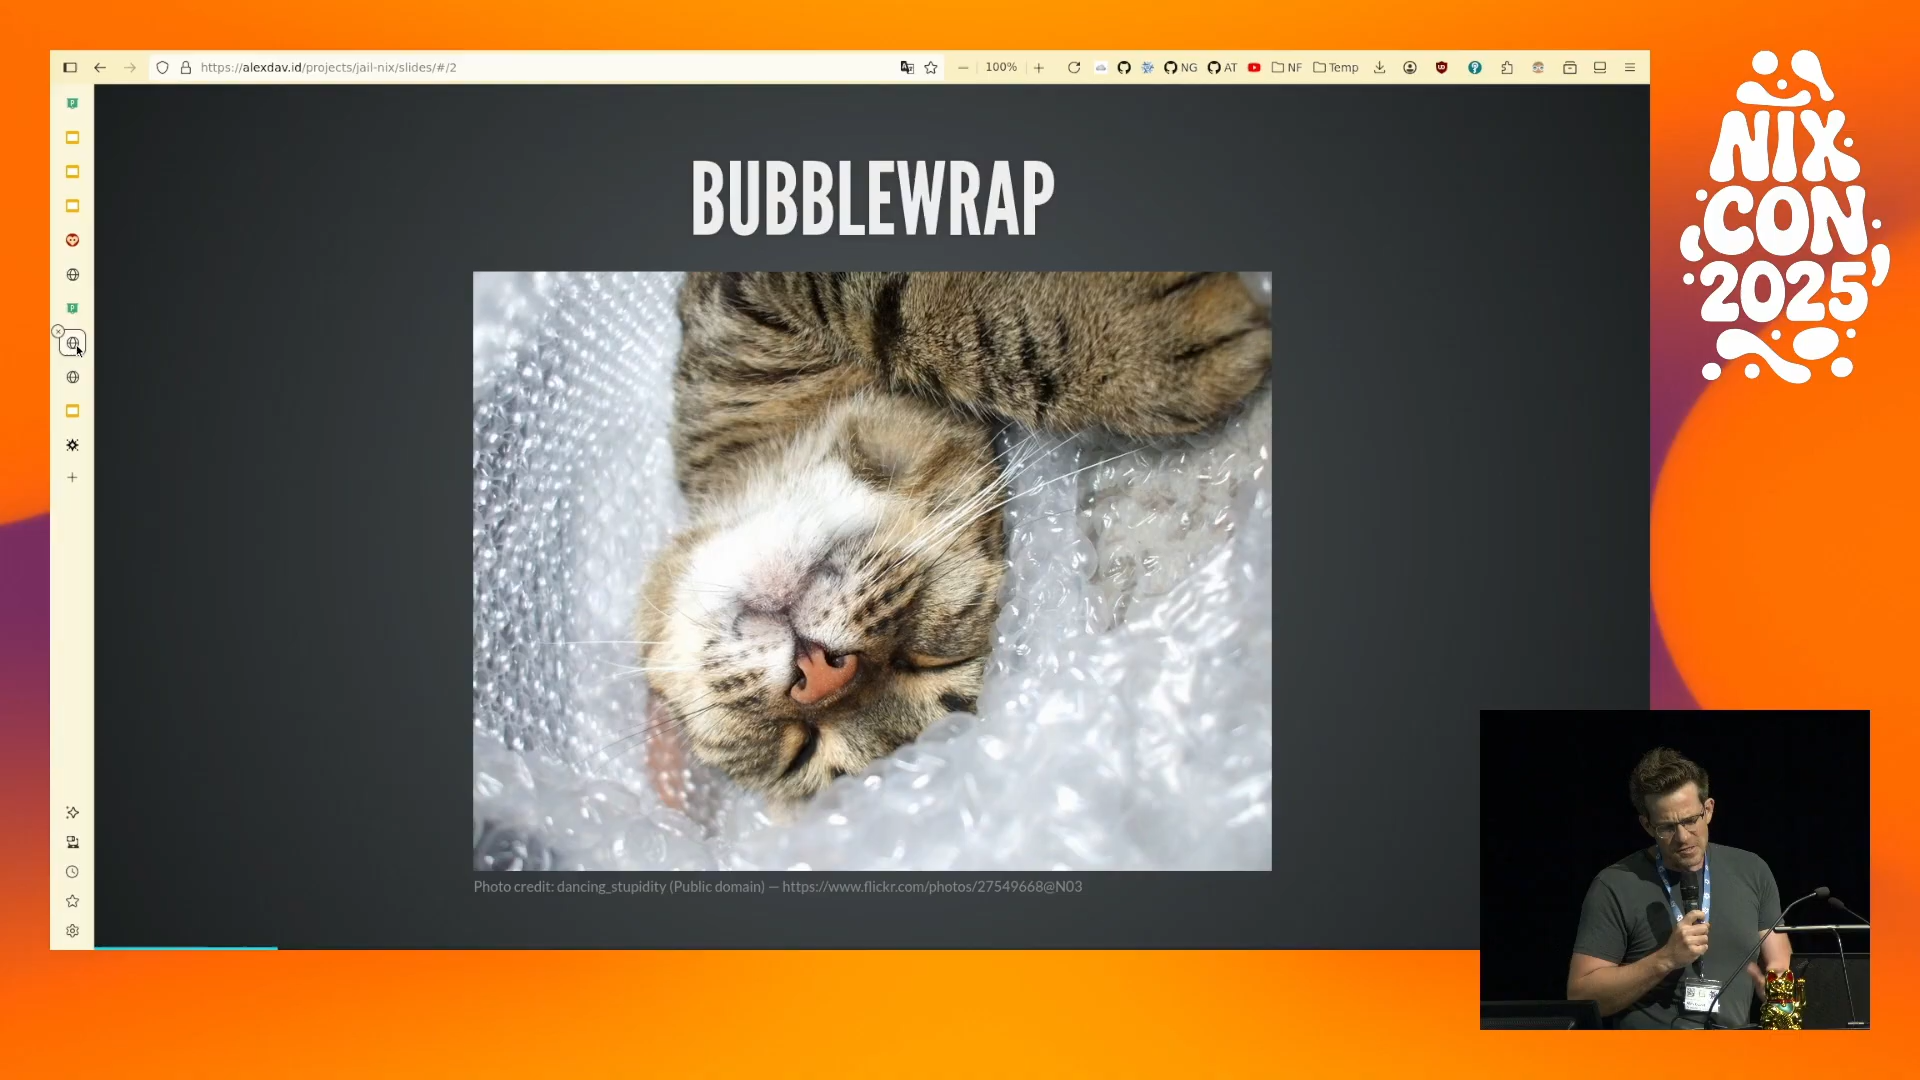 https://alexdav.id/projects/jail-nix/slides/#/2
100%
NG
AT
NF
Temp
BUBBLEWRAP
Photo credit: dancing_stupidity (Public domain) — https://www.flickr.com/photos/27549668@N03
NIX
CON
2025